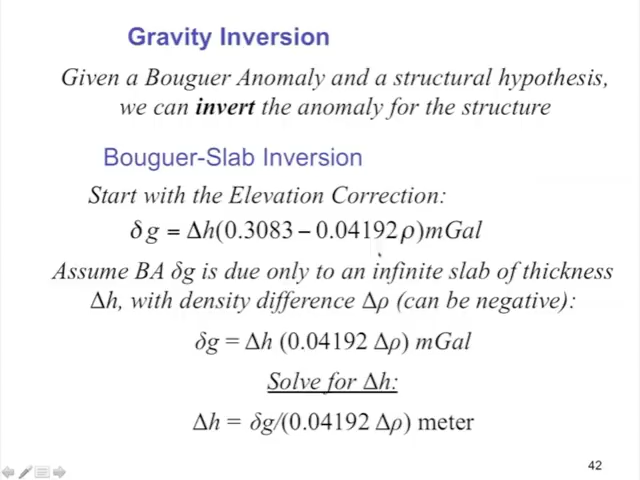 Gravity Inversion
Given a Bouguer Anomaly and a structural hypothesis,
we can invert the anomaly for the structure
Bouguer-Slab Inversion
Start with the Elevation Correction:
δ g = Δh(0.3083 − 0.04192ρ)mGal
Assume BA δg is due only to an infinite slab of thickness
Δh, with density difference Δρ (can be negative):
δg = Δh (0.04192 Δρ) mGal
Solve for Δh:
Δh = δg/(0.04192 Δρ) meter
42